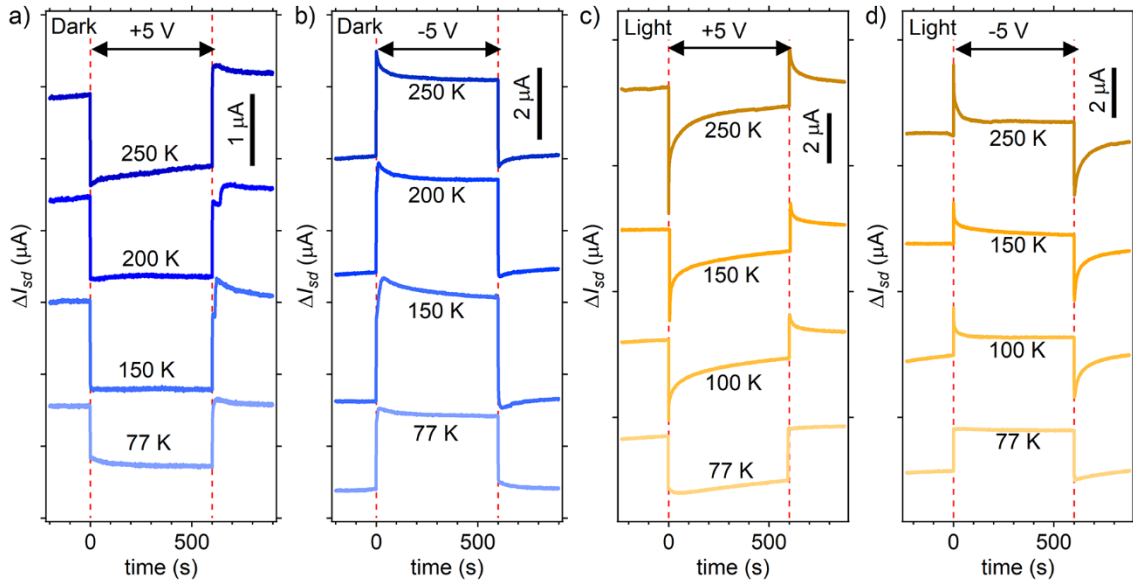 a)
Dark
+5 V
1 µA
250 K
200 K
150 K
77 K
ΔIsd (µA)
0
500
time (s)
b)
Dark
-5 V
2 µA
250 K
200 K
150 K
77 K
ΔIsd (µA)
0
500
time (s)
c)
Light
+5 V
2 µA
250 K
150 K
100 K
77 K
ΔIsd (µA)
0
500
time (s)
d)
Light
-5 V
2 µA
250 K
150 K
100 K
77 K
ΔIsd (µA)
0
500
time (s)